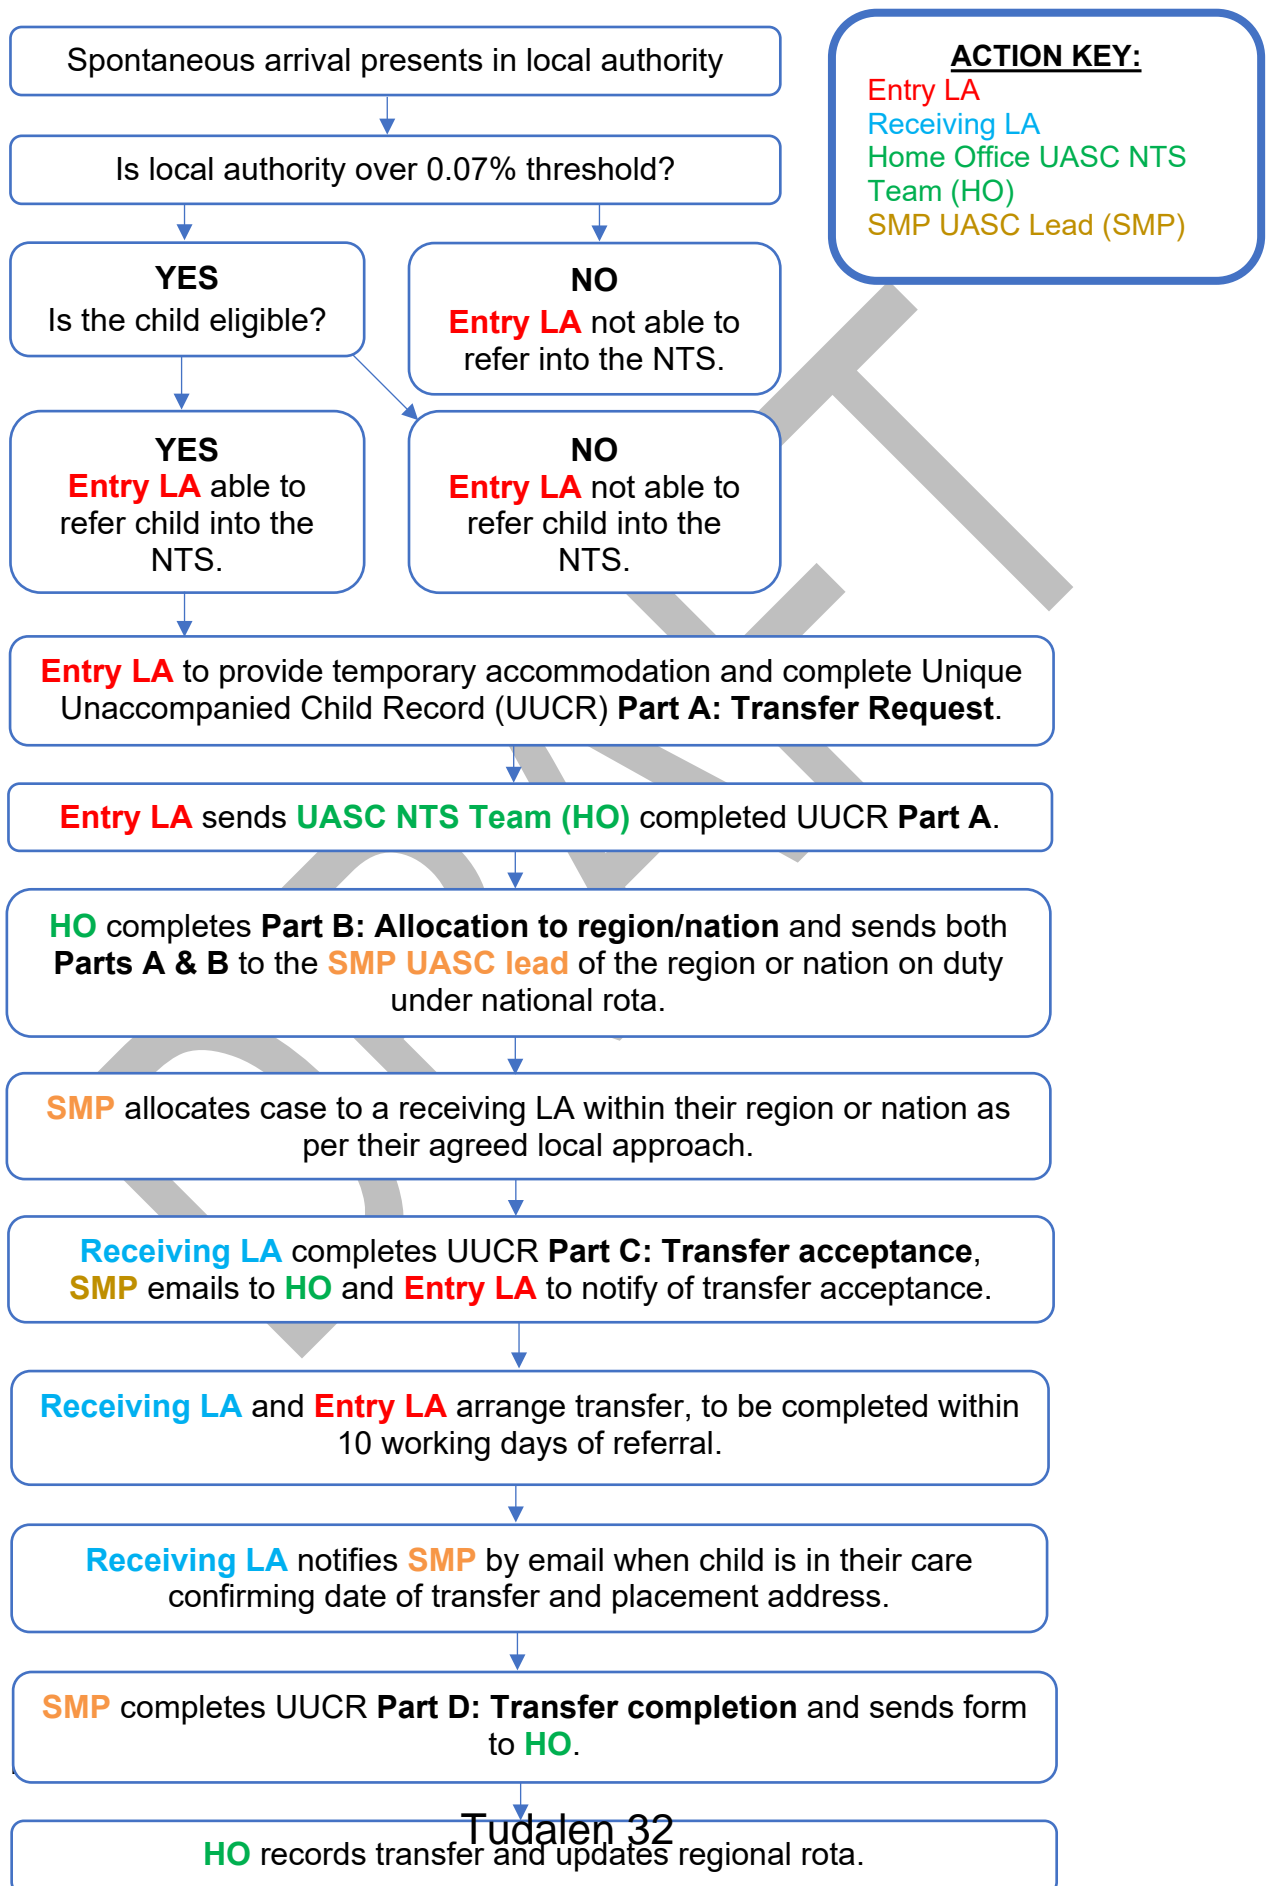 Spontaneous arrival presents in local authority
ACTION KEY:
Entry LA
Receiving LA
Home Office UASC NTS
Team (HO)
SMP UASC Lead (SMP)
Is local authority over 0.07% threshold?
YES
Is the child eligible?
NO
Entry LA not able to
refer into the NTS.
YES
Entry LA able to
refer child into the
NTS.
NO
Entry LA not able to
refer child into the
NTS.
Entry LA to provide temporary accommodation and complete Unique
Unaccompanied Child Record (UUCR) Part A: Transfer Request.
Entry LA sends UASC NTS Team (HO) completed UUCR Part A.
HO completes Part B: Allocation to region/nation and sends both
Parts A & B to the SMP UASC lead of the region or nation on duty
under national rota.
SMP allocates case to a receiving LA within their region or nation as
per their agreed local approach.
Receiving LA completes UUCR Part C: Transfer acceptance,
SMP emails to HO and Entry LA to notify of transfer acceptance.
Receiving LA and Entry LA arrange transfer, to be completed within
10 working days of referral.
Receiving LA notifies SMP by email when child is in their care
confirming date of transfer and placement address.
SMP completes UUCR Part D: Transfer completion and sends form
to HO.
Tudalen 32
HO records transfer and updates regional rota.
DRAFT